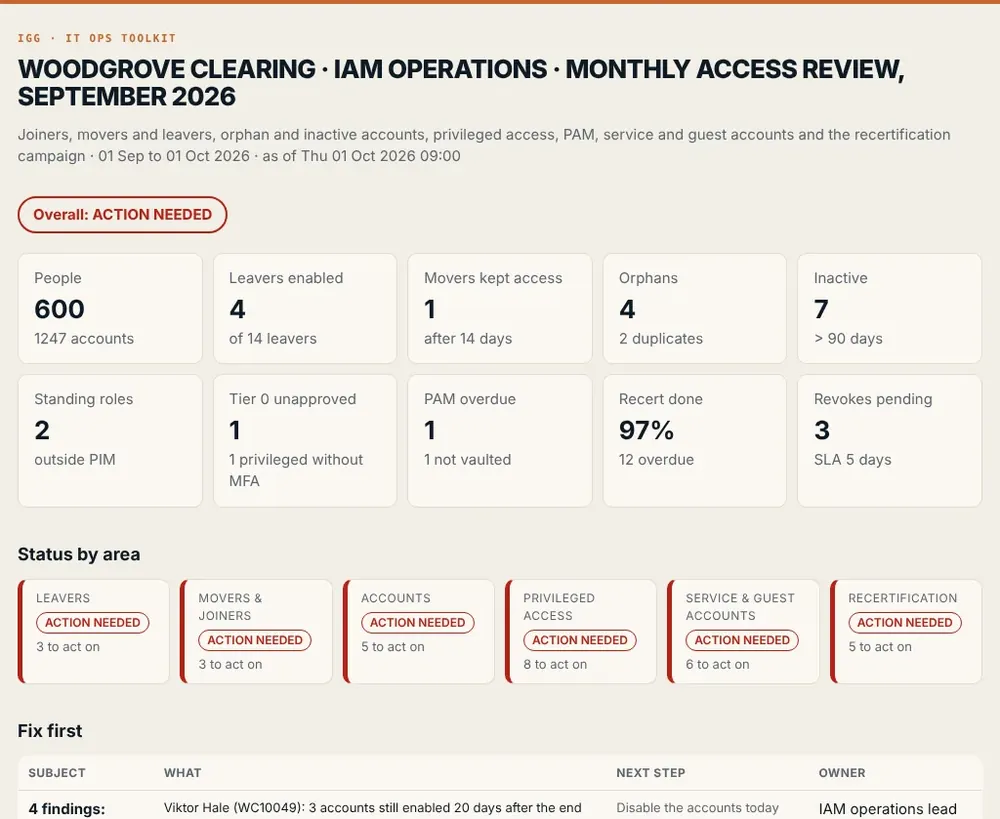 IGG · IT OPS TOOLKIT
WOODGROVE CLEARING · IAM OPERATIONS · MONTHLY ACCESS REVIEW,
SEPTEMBER 2026
Joiners, movers and leavers, orphan and inactive accounts, privileged access, PAM, service and guest accounts and the recertification
campaign · 01 Sep to 01 Oct 2026 · as of Thu 01 Oct 2026 09:00
Overall: ACTION NEEDED
People
600
1247 accounts
Leavers enabled
4
of 14 leavers
Movers kept access
1
after 14 days
Orphans
4
2 duplicates
Inactive
7
> 90 days
Standing roles
2
outside PIM
Tier 0 unapproved
1
1 privileged without
MFA
PAM overdue
1
1 not vaulted
Recert done
97%
12 overdue
Revokes pending
3
SLA 5 days
Status by area
LEAVERS
ACTION NEEDED
3 to act on
MOVERS &
JOINERS
ACTION NEEDED
3 to act on
ACCOUNTS
ACTION NEEDED
5 to act on
PRIVILEGED
ACCESS
ACTION NEEDED
8 to act on
SERVICE & GUEST
ACCOUNTS
ACTION NEEDED
6 to act on
RECERTIFICATION
ACTION NEEDED
5 to act on
Fix first
SUBJECT WHAT NEXT STEP OWNER
4 findings: Viktor Hale (WC10049): 3 accounts still enabled 20 days after the end Disable the accounts today IAM operations lead